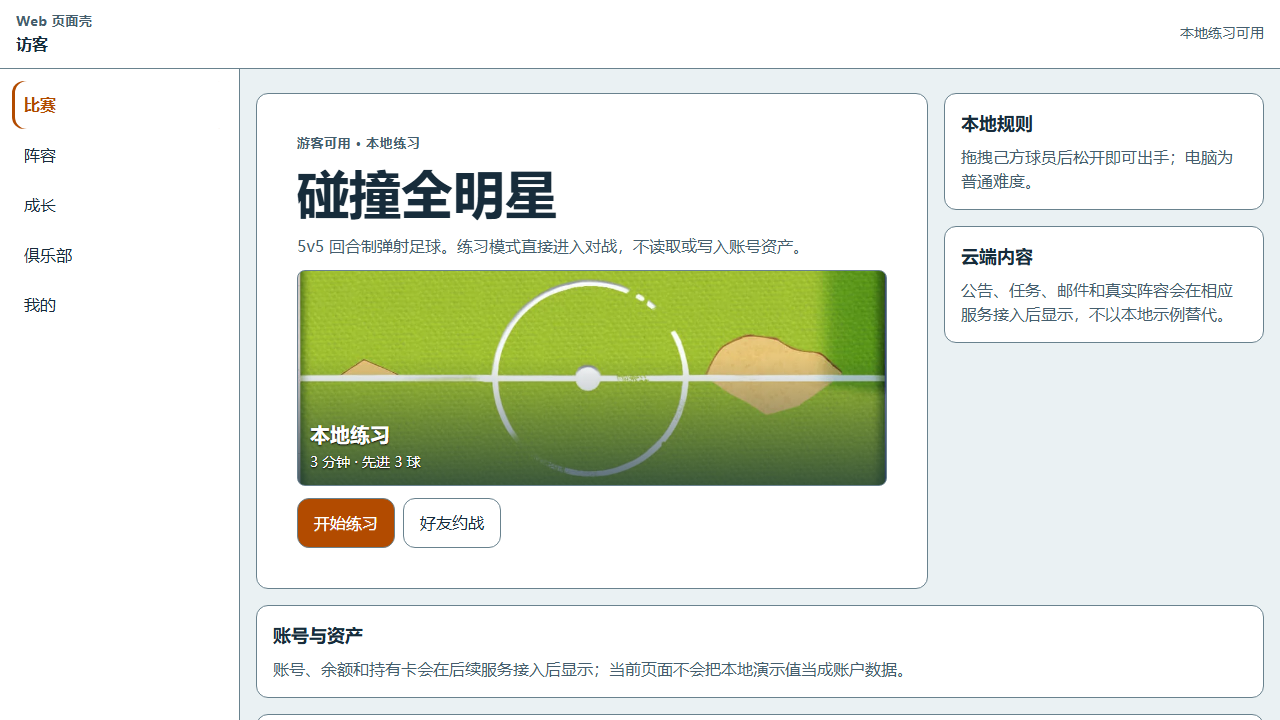 Web 页面壳
访客
本地练习可用
比赛
阵容
成长
俱乐部
我的
游客可用 • 本地练习
碰撞全明星
5v5 回合制弹射足球。练习模式直接进入对战，不读取或写入账号资产。
本地练习
3 分钟 · 先进 3 球
开始练习
好友约战
本地规则
拖拽己方球员后松开即可出手；电脑为
普通难度。
云端内容
公告、任务、邮件和真实阵容会在相应
服务接入后显示，不以本地示例替代。
账号与资产
账号、余额和持有卡会在后续服务接入后显示；当前页面不会把本地演示值当成账户数据。